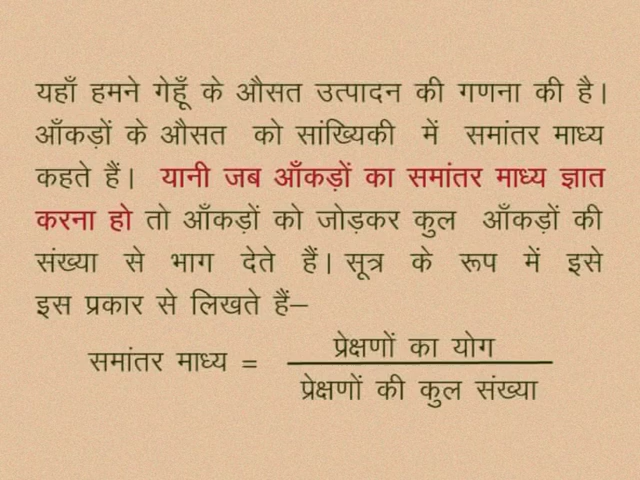 यहाँ हमने गेहूँ के औसत उत्पादन की गणना की है।
आँकड़ों के औसत को सांख्यिकी में समांतर माध्य
कहते हैं। यानी जब आँकड़ों का समांतर माध्य ज्ञात
करना हो तो आँकड़ों को जोड़कर कुल आँकड़ों की
संख्या से भाग देते हैं। सूत्र के रूप में इसे
इस प्रकार से लिखते हैं–
समांतर माध्य = प्रेक्षणों का योग
प्रेक्षणों की कुल संख्या